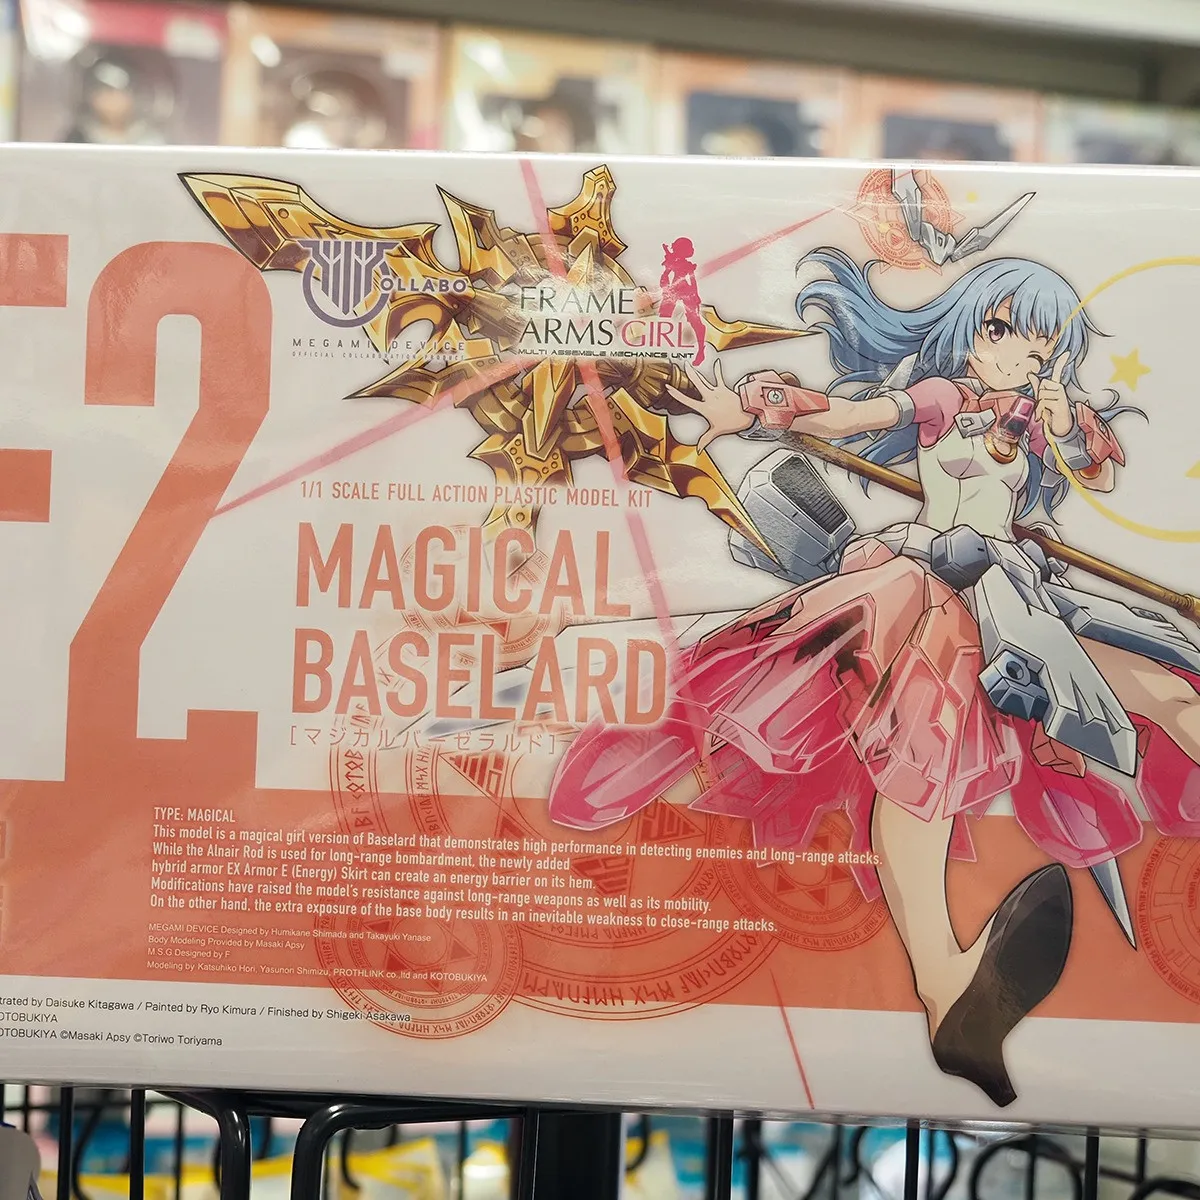 F2
COLLABO
MEGAMI DEVICE
OFFICIAL COLLABORATION PRODUCT
FRAME
ARMS GIRL
MULTI ASSEMBLE MECHANICS UNIT
1/1 SCALE FULL ACTION PLASTIC MODEL KIT
MAGICAL
BASELARD
[マジカルバーゼラルド]
TYPE: MAGICAL
This model is a magical girl version of Baselard that demonstrates high performance in detecting enemies and long-range attacks.
While the Alnair Rod is used for long-range bombardment, the newly added
hybrid armor EX Armor E (Energy) Skirt can create an energy barrier on its hem.
Modifications have raised the model's resistance against long-range weapons as well as its mobility.
On the other hand, the extra exposure of the base body results in an inevitable weakness to close-range attacks.
MEGAMI DEVICE Designed by Humikane Shimada and Takayuki Yanase
Body Modeling Provided by Masaki Apsy
M.S.G Designed by F
Modeling by Katsuhiko Hori, Yasunori Shimizu, PROTHLINK co.,ltd and KOTOBUKIYA
trated by Daisuke Kitagawa / Painted by Ryo Kimura / Finished by Shigeki Asakawa
KOTOBUKIYA
OTOBUKIYA ©Masaki Apsy ©Toriwo Toriyama